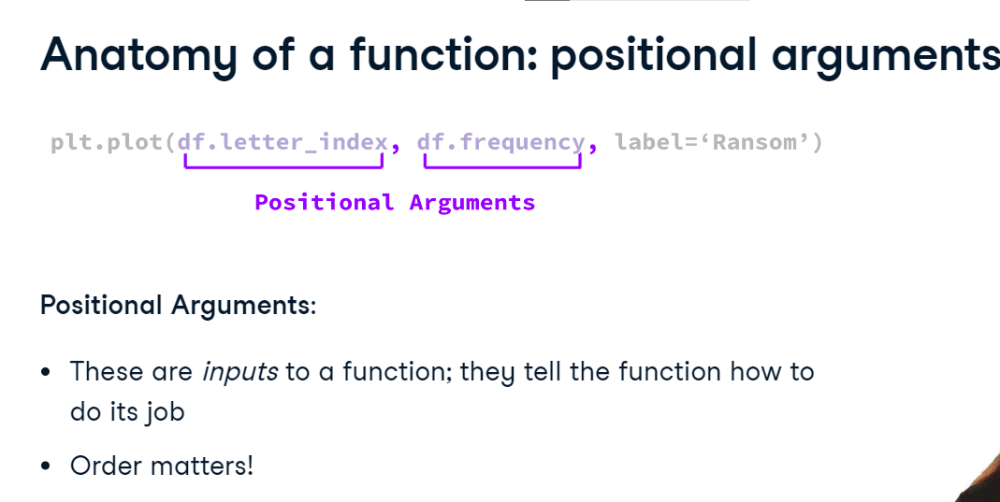 Anatomy of a function: positional arguments
plt.plot(df.letter_index, df.frequency, label=‘Ransom’)
Positional Arguments
Positional Arguments:
• These are inputs to a function; they tell the function how to
do its job
• Order matters!